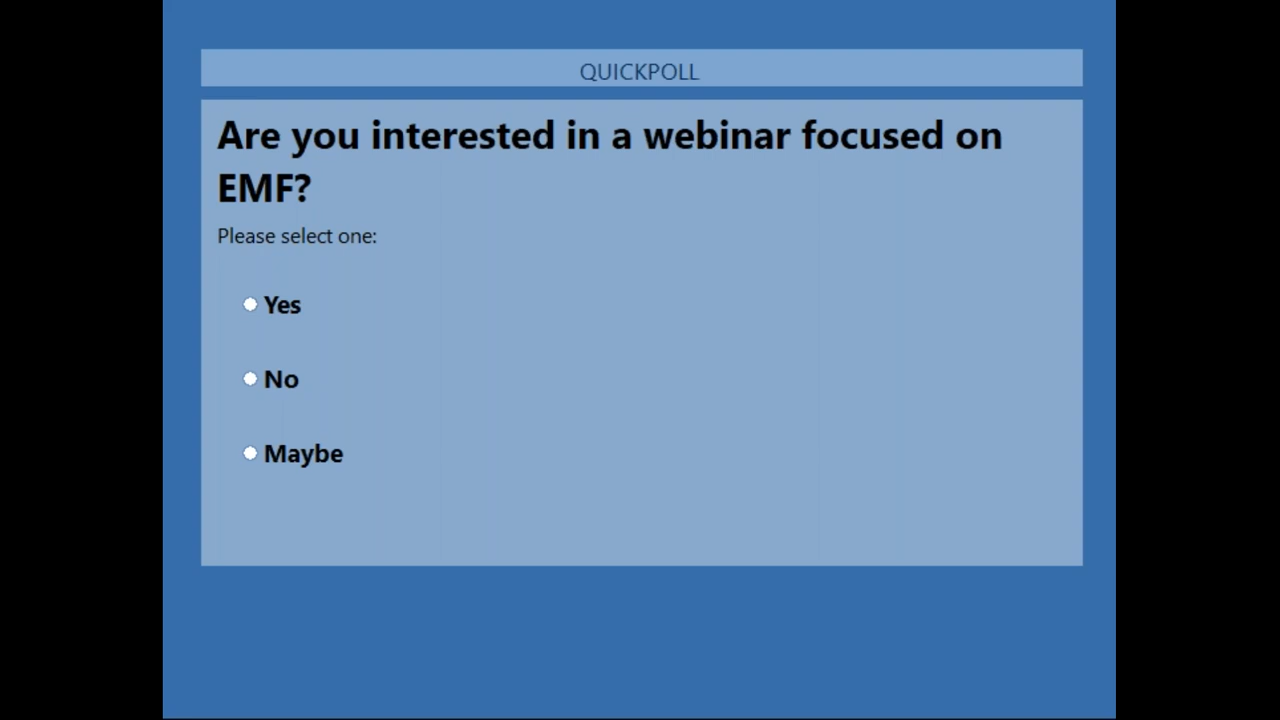 QUICKPOLL
Are you interested in a webinar focused on
EMF?
Please select one:
Yes
No
Maybe